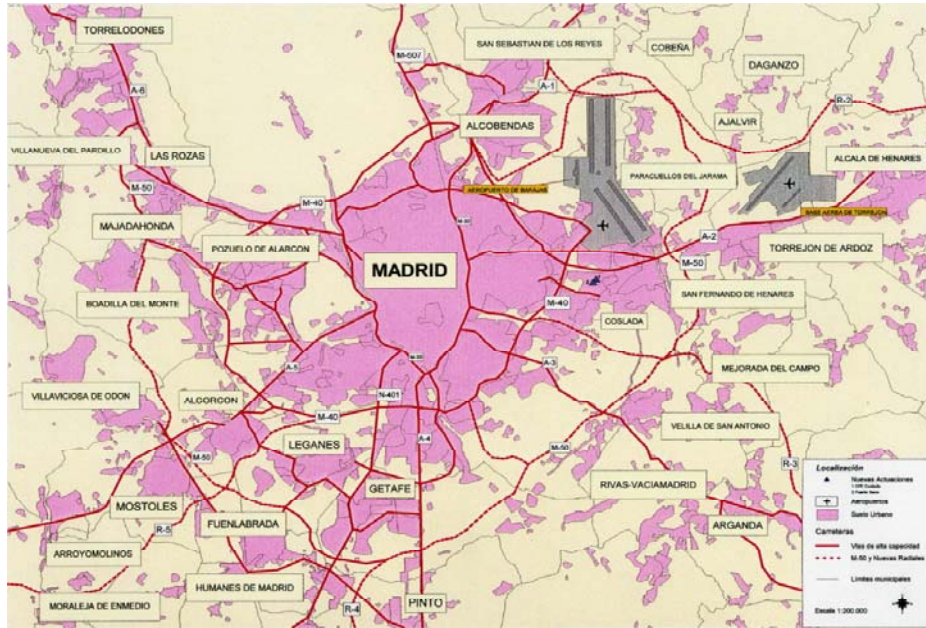 TORRELODONES
SAN SEBASTIAN DE LOS REYES
COBEÑA
M-607
DAGANZO
A-6
A-1
R-2
ALCOBENDAS
AJALVIR
VILLANUEVA DEL PARDILLO
LAS ROZAS
ALCALA DE HENARES
PARACUELLOS DEL JARAMA
M-50
AEROPUERTO DE BARAJAS
M-40
BASE AEREA DE TORREJON
MAJADAHONDA
M-30
A-2
POZUELO DE ALARCON
TORREJON DE ARDOZ
M-50
MADRID
BOADILLA DEL MONTE
M-40
SAN FERNANDO DE HENARES
COSLADA
M-30
A-3
A-5
MEJORADA DEL CAMPO
VILLAVICIOSA DE ODON
ALCORCON
N-401
M-40
VELILLA DE SAN ANTONIO
LEGANES
A-4
M-50
M-50
R-3
RIVAS-VACIAMADRID
GETAFE
MOSTOLES
FUENLABRADA
ARGANDA
R-5
ARROYOMOLINOS
HUMANES DE MADRID
MORALEJA DE ENMEDIO
R-4
PINTO
Localización
Nuevas Actuaciones
Aeropuertos
Suelo Urbano
Carreteras
Vías de alta capacidad
M-50 y Nuevas Radiales
Límites municipales
Escala 1:200.000